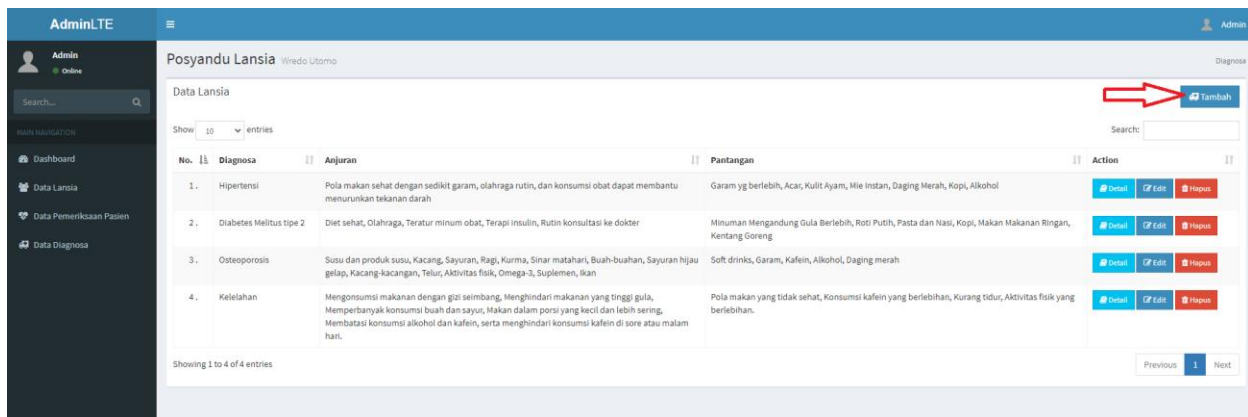 AdminLTE
Admin
Admin
Online
Posyandu Lansia Wredo Utomo
Diagnosa
Search...
Data Lansia
Tambah
MAIN NAVIGATION
Show 10 entries
Search:
Dashboard
Data Lansia
Data Pemeriksaan Pasien
Data Diagnosa
No. Diagnosa Anjuran Pantangan Action
1. Hipertensi Pola makan sehat dengan sedikit garam, olahraga rutin, dan konsumsi obat dapat membantu Garam yg berlebih, Acar, Kulit Ayam, Mie Instan, Daging Merah, Kopi, Alkohol Detail Edit Hapus
menurunkan tekanan darah
2. Diabetes Melitus tipe 2 Diet sehat, Olahraga, Teratur minum obat, Terapi insulin, Rutin konsultasi ke dokter Minuman Mengandung Gula Berlebih, Roti Putih, Pasta dan Nasi, Kopi, Makan Makanan Ringan, Detail Edit Hapus
Kentang Goreng
3. Osteoporosis Susu dan produk susu, Kacang, Sayuran, Ragi, Kurma, Sinar matahari, Buah-buahan, Sayuran hijau Soft drinks, Garam, Kafein, Alkohol, Daging merah Detail Edit Hapus
gelap, Kacang-kacangan, Telur, Aktivitas fisik, Omega-3, Suplemen, Ikan
4. Kelelahan Mengonsumsi makanan dengan gizi seimbang, Menghindari makanan yang tinggi gula, Pola makan yang tidak sehat, Konsumsi kafein yang berlebihan, Kurang tidur, Aktivitas fisik yang Detail Edit Hapus
Memperbanyak konsumsi buah dan sayur, Makan dalam porsi yang kecil dan lebih sering, berlebihan.
Membatasi konsumsi alkohol dan kafein, serta menghindari konsumsi kafein di sore atau malam
hari.
Showing 1 to 4 of 4 entries
Previous 1 Next